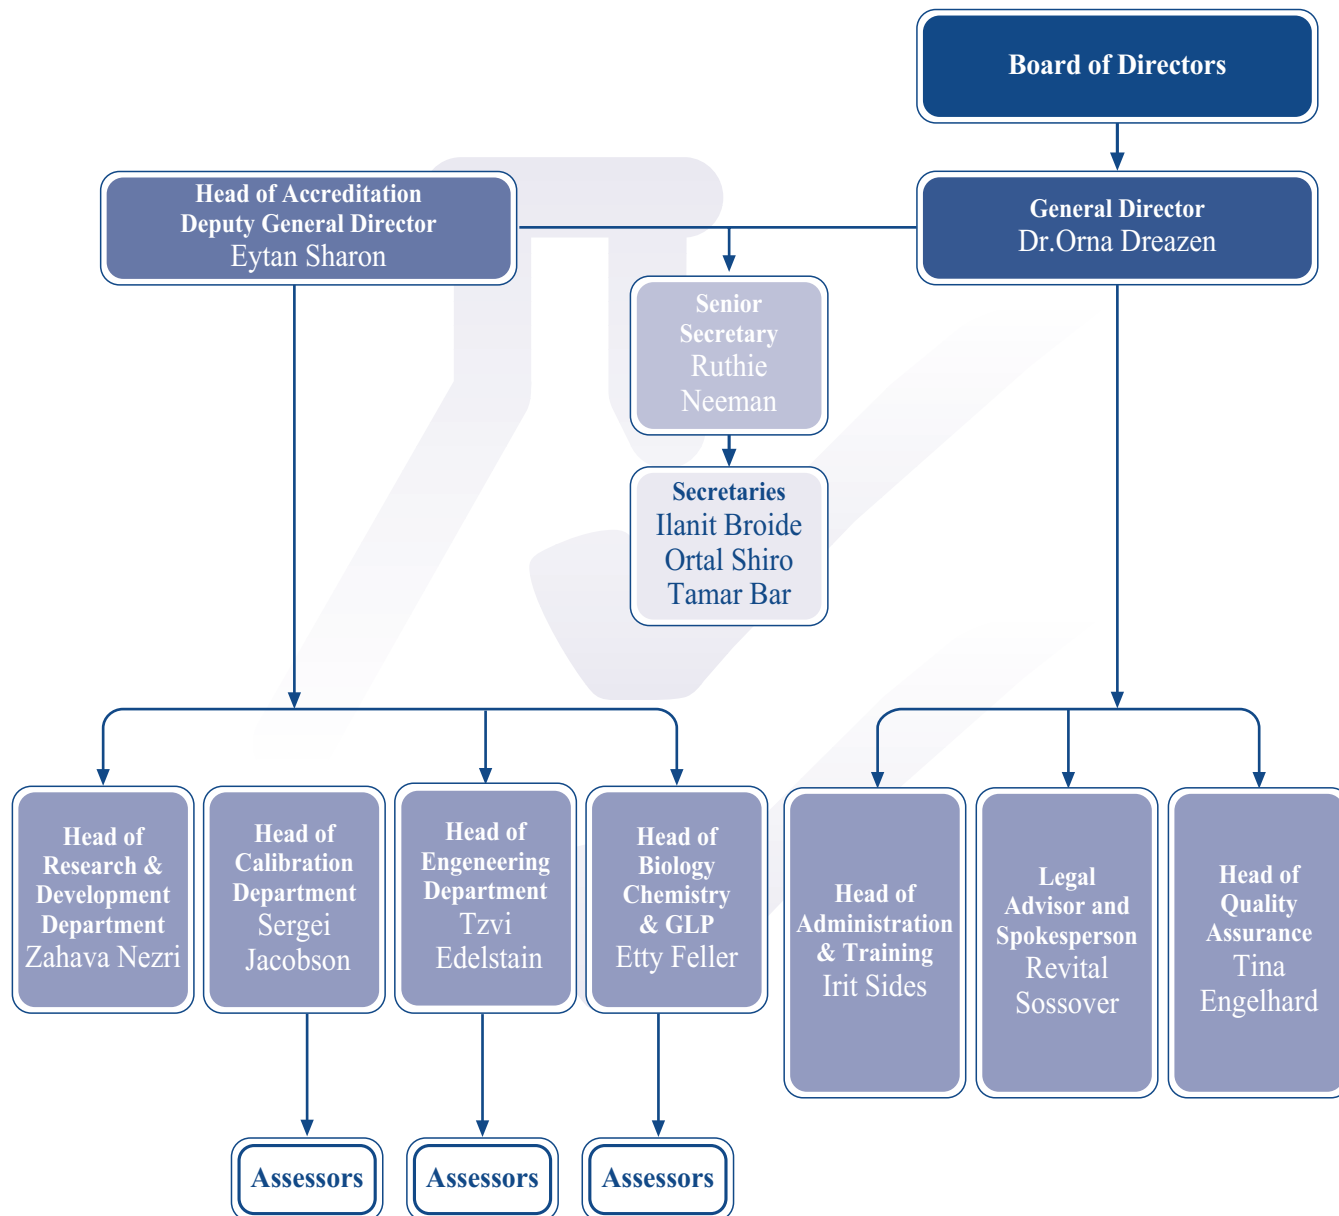 Board of Directors
Head of Accreditation
Deputy General Director
Eytan Sharon
General Director
Dr.Orna Dreazen
Senior
Secretary
Ruthie
Neeman
Secretaries
Ilanit Broide
Ortal Shiro
Tamar Bar
Head of
Research &
Development
Department
Zahava Nezri
Head of
Calibration
Department
Sergei
Jacobson
Head of
Engeneering
Department
Tzvi
Edelstain
Head of
Biology
Chemistry
& GLP
Etty Feller
Head of
Administration
& Training
Irit Sides
Legal
Advisor and
Spokesperson
Revital
Sossover
Head of
Quality
Assurance
Tina
Engelhard
Assessors
Assessors
Assessors